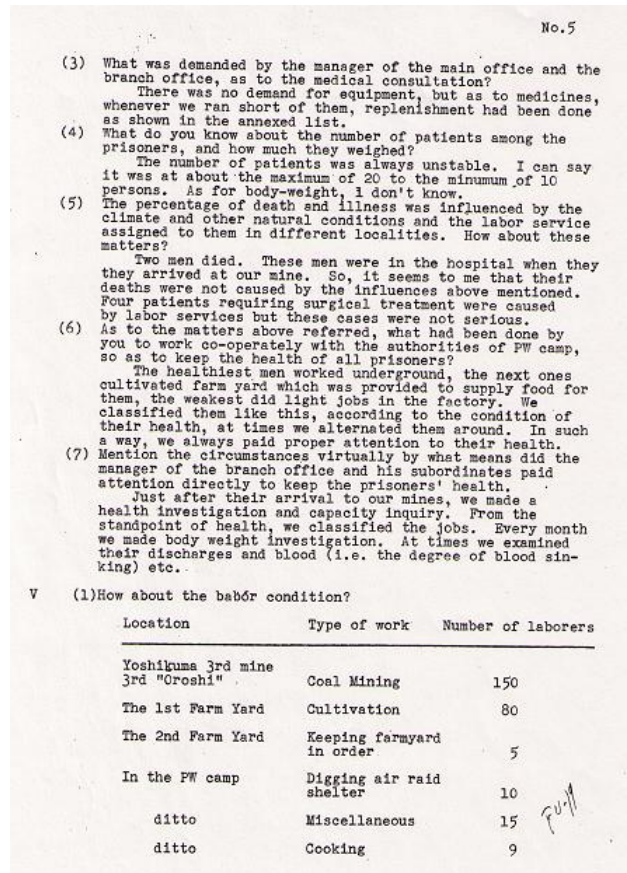 No.5
(3) What was demanded by the manager of the main office and the
branch office, as to the medical consultation?
There was no demand for equipment, but as to medicines,
whenever we ran short of them, replenishment had been done
as shown in the annexed list.
(4) What do you know about the number of patients among the
prisoners, and how much they weighed?
The number of patients was always unstable. I can say
it was at about the maximum of 20 to the minumum of 10
persons. As for body-weight, I don't know.
(5) The percentage of death and illness was influenced by the
climate and other natural conditions and the labor service
assigned to them in different localities. How about these
matters?
Two men died. These men were in the hospital when they
they arrived at our mine. So, it seems to me that their
deaths were not caused by the influences above mentioned.
Four patients requiring surgical treatment were caused
by labor services but these cases were not serious.
(6) As to the matters above referred, what had been done by
you to work co-operately with the authorities of PW camp,
so as to keep the health of all prisoners?
The healthiest men worked underground, the next ones
cultivated farm yard which was provided to supply food for
them, the weakest did light jobs in the factory. We
classified them like this, according to the condition of
their health, at times we alternated them around. In such
a way, we always paid proper attention to their health.
(7) Mention the circumstances virtually by what means did the
manager of the branch office and his subordinates paid
attention directly to keep the prisoners' health.
Just after their arrival to our mines, we made a
health investigation and capacity inquiry. From the
standpoint of health, we classified the jobs. Every month
we made body weight investigation. At times we examined
their discharges and blood (i.e. the degree of blood sin-
king) etc.
V (1)How about the babór condition?
Location Type of work Number of laborers
Yoshikuma 3rd mine
3rd "Oroshi" Coal Mining 150
The 1st Farm Yard Cultivation 80
The 2nd Farm Yard Keeping farmyard
in order 5
In the PW camp Digging air raid
shelter 10
ditto Miscellaneous 15
ditto Cooking 9
FU-19